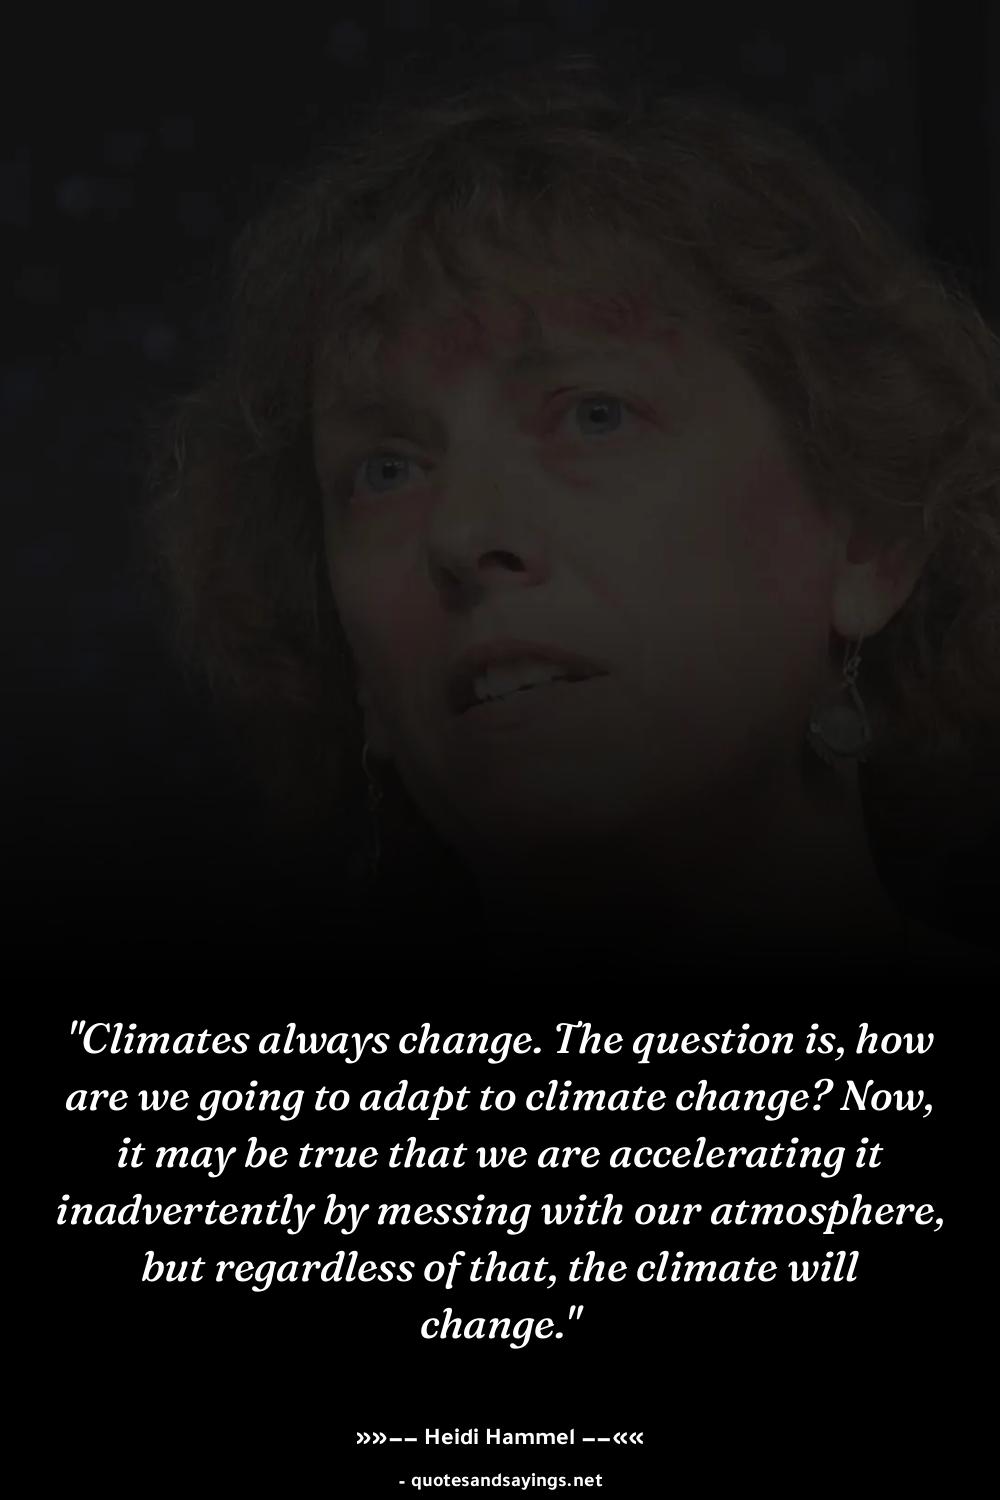 "Climates always change. The question is, how
are we going to adapt to climate change? Now,
it may be true that we are accelerating it
inadvertently by messing with our atmosphere,
but regardless of that, the climate will
change."
»»−− Heidi Hammel −−««
- quotesandsayings.net